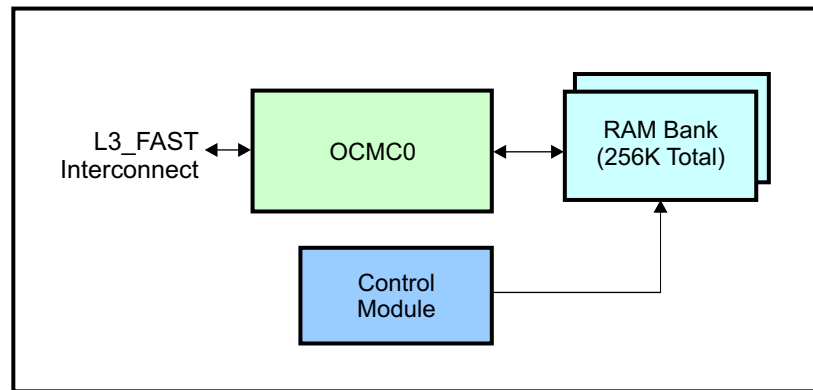 L3_FAST
Interconnect
OCMC0
RAM Bank
(256K Total)
Control
Module